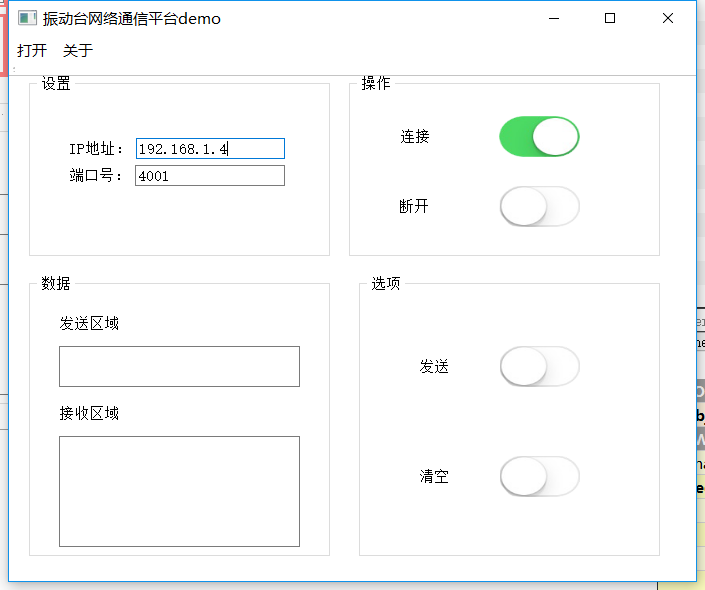 振动台网络通信平台demo
打开 关于
设置
IP地址： 192.168.1.4
端口号： 4001
操作
连接
断开
数据
发送区域
接收区域
选项
发送
清空